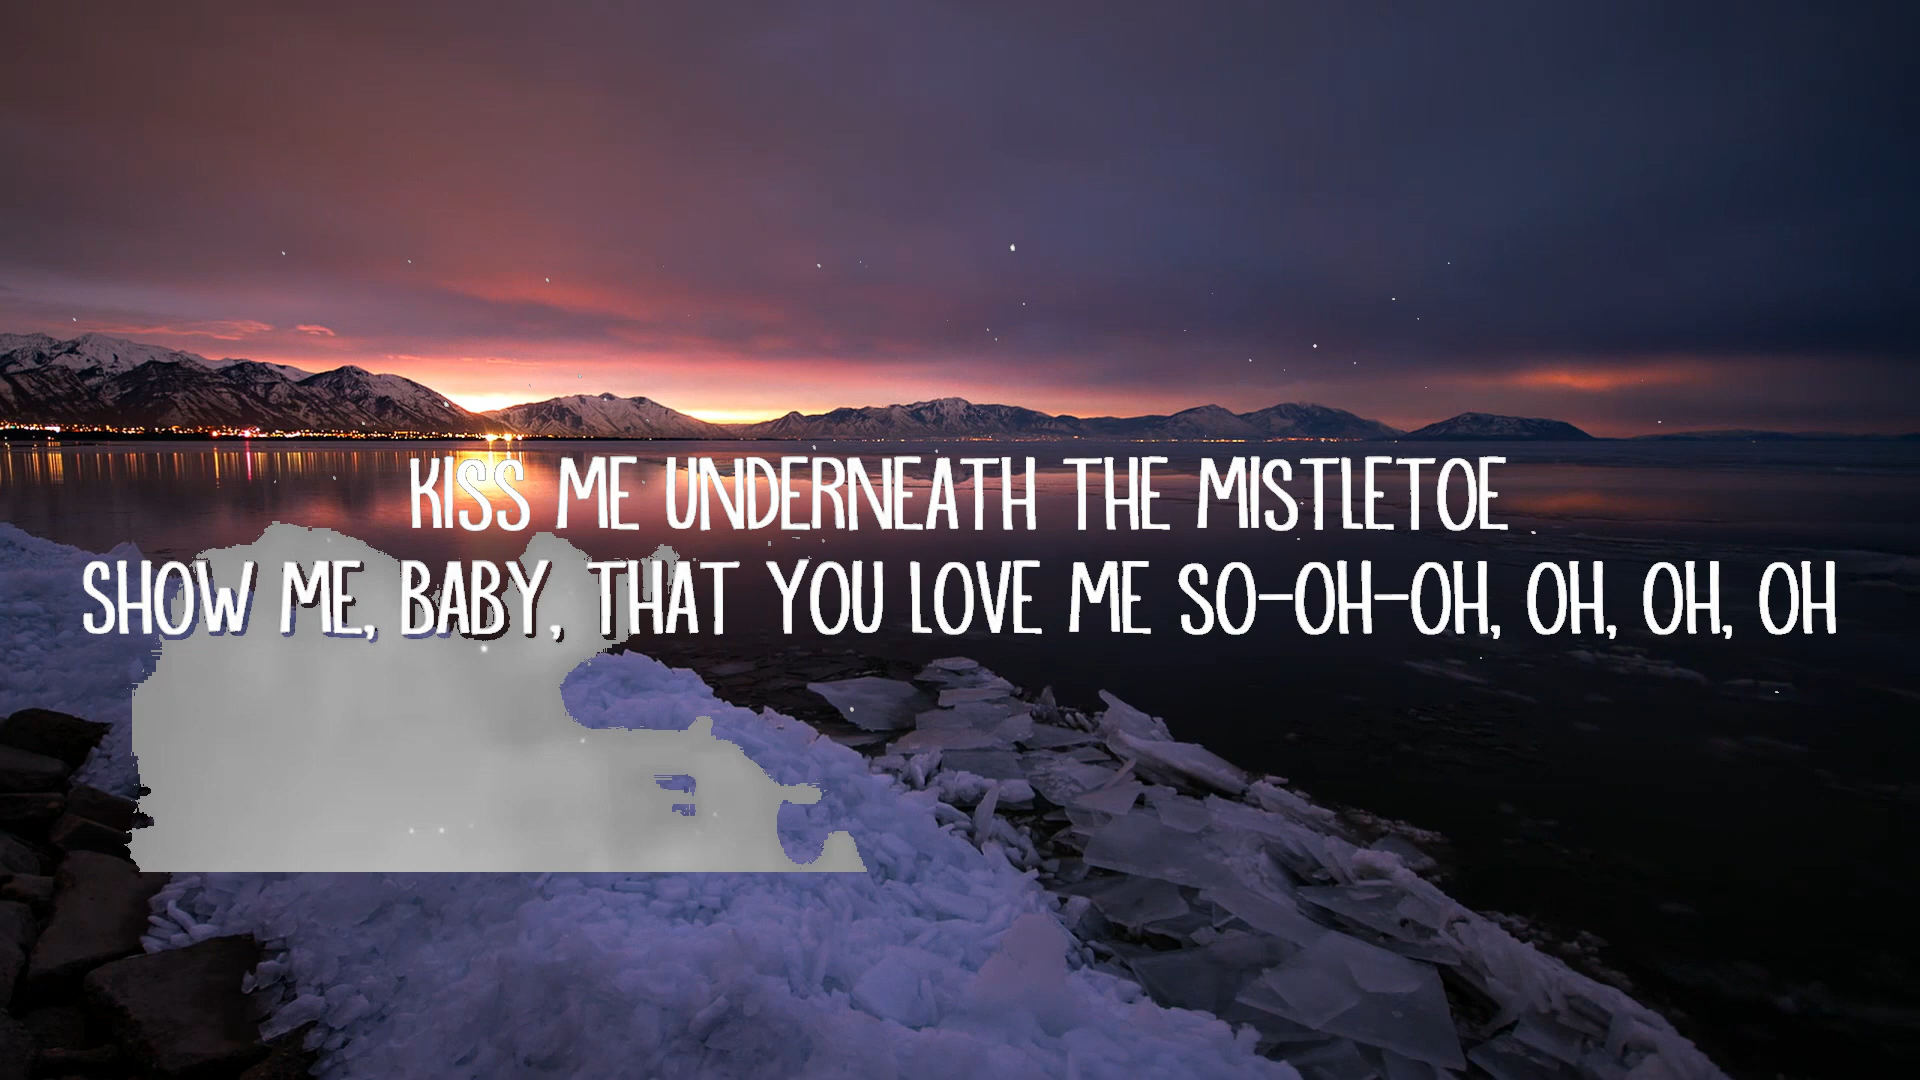 KISS ME UNDERNEATH THE MISTLETOE
SHOW ME, BABY, THAT YOU LOVE ME SO-OH-OH, OH, OH, OH